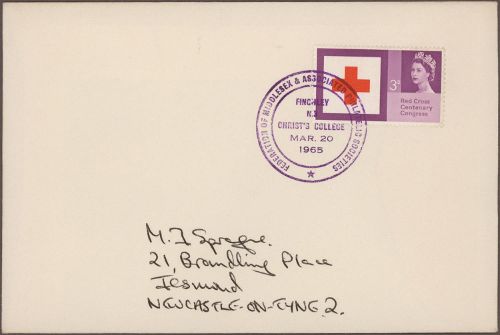 FEDERATION OF MIDDLESEX & ASSOCIATED PHILATELIC SOCIETIES
FINCHLEY
N.3
CHRIST'S COLLEGE
MAR. 20
1965
3d
Red Cross
Centenary
Congress
M. J Sprague.
21, Brandling Place
Jesmond
NEWCASTLE-ON-TYNE. 2.